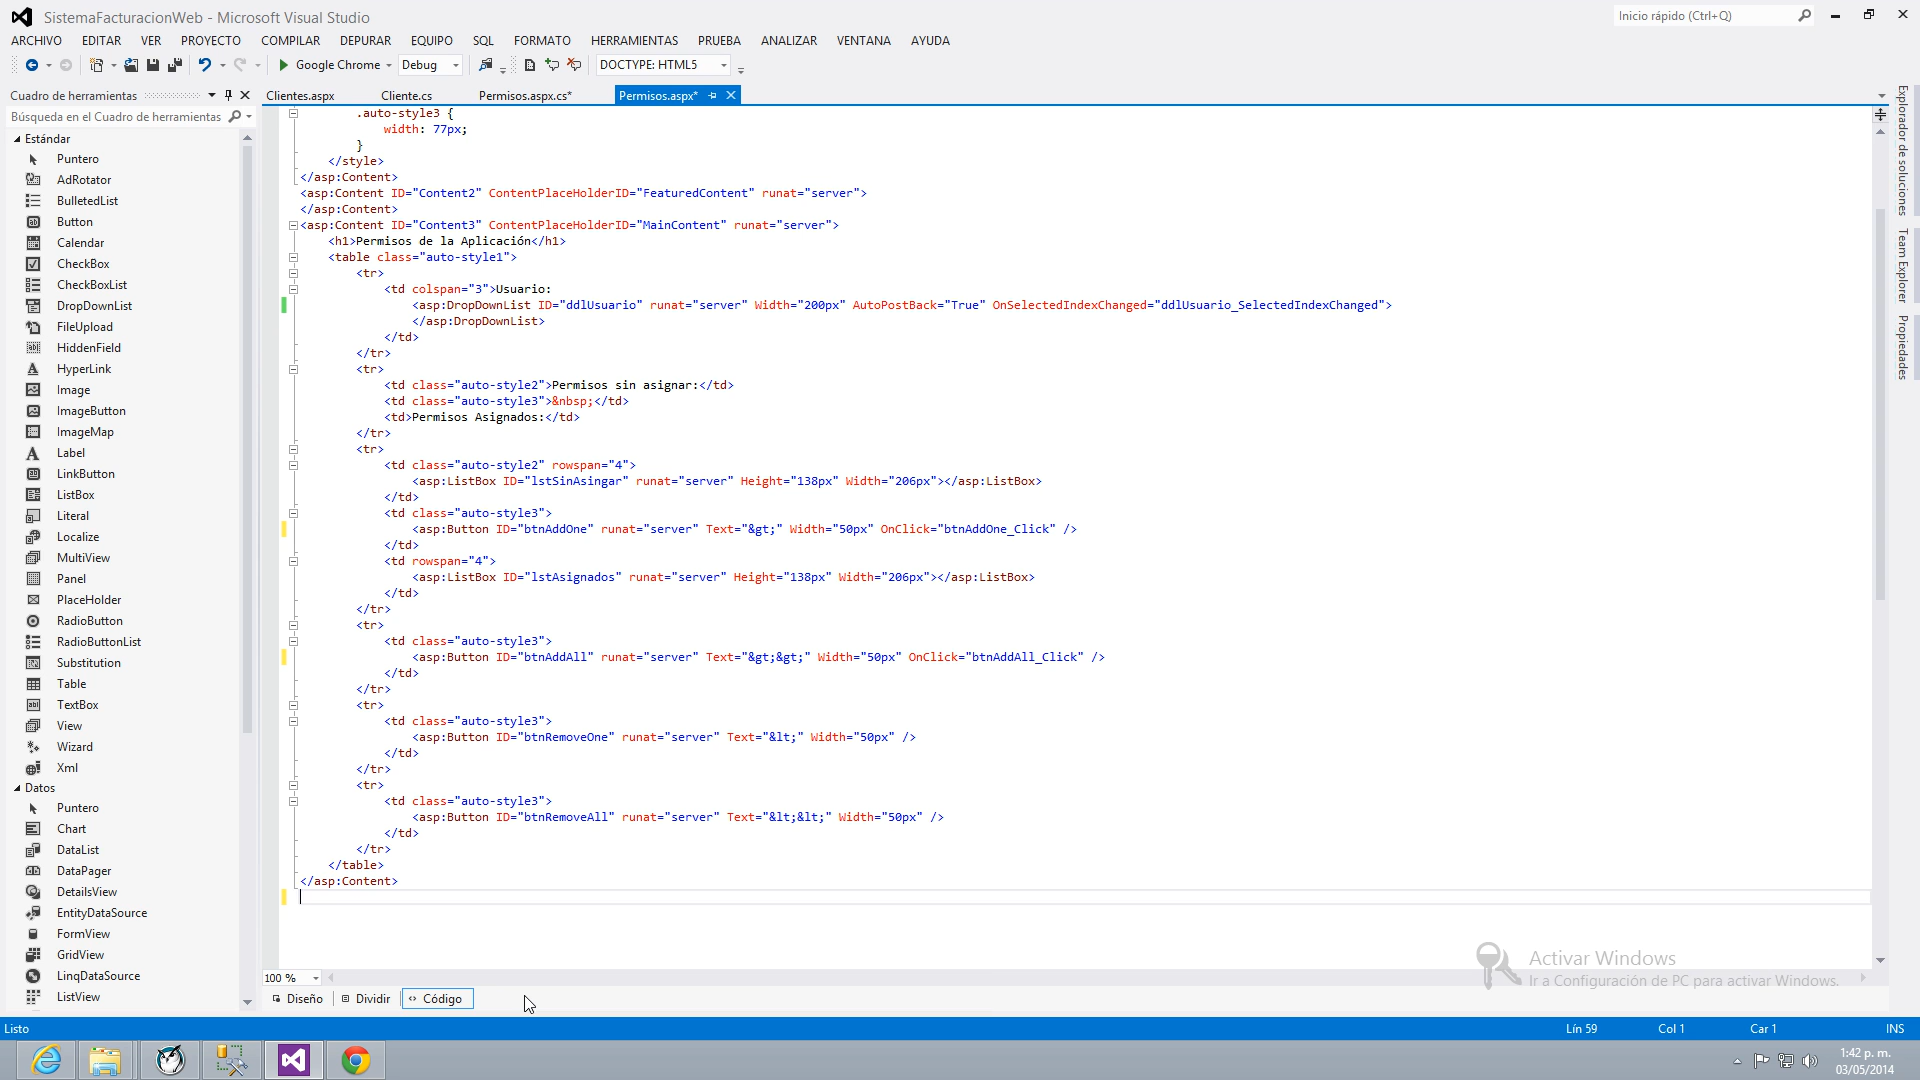 SistemaFacturacionWeb - Microsoft Visual Studio
Inicio rápido (Ctrl+Q)
ARCHIVO EDITAR VER PROYECTO COMPILAR DEPURAR EQUIPO SQL FORMATO HERRAMIENTAS PRUEBA ANALIZAR VENTANA AYUDA
Google Chrome Debug DOCTYPE: HTML5
Cuadro de herramientas
Clientes.aspx Cliente.cs Permisos.aspx.cs* Permisos.aspx*
Búsqueda en el Cuadro de herramientas
Estándar
Puntero
AdRotator
BulletedList
Button
Calendar
CheckBox
CheckBoxList
DropDownList
FileUpload
HiddenField
HyperLink
Image
ImageButton
ImageMap
Label
LinkButton
ListBox
Literal
Localize
MultiView
Panel
PlaceHolder
RadioButton
RadioButtonList
Substitution
Table
TextBox
View
Wizard
Xml
Datos
Puntero
Chart
DataList
DataPager
DetailsView
EntityDataSource
FormView
GridView
LinqDataSource
ListView
.auto-style3 {
width: 77px;
}
</style>
</asp:Content>
<asp:Content ID="Content2" ContentPlaceHolderID="FeaturedContent" runat="server">
</asp:Content>
<asp:Content ID="Content3" ContentPlaceHolderID="MainContent" runat="server">
<h1>Permisos de la Aplicación</h1>
<table class="auto-style1">
<tr>
<td colspan="3">Usuario:
<asp:DropDownList ID="ddlUsuario" runat="server" Width="200px" AutoPostBack="True" OnSelectedIndexChanged="ddlUsuario_SelectedIndexChanged">
</asp:DropDownList>
</td>
</tr>
<tr>
<td class="auto-style2">Permisos sin asignar:</td>
<td class="auto-style3">&nbsp;</td>
<td>Permisos Asignados:</td>
</tr>
<tr>
<td class="auto-style2" rowspan="4">
<asp:ListBox ID="lstSinAsingar" runat="server" Height="138px" Width="206px"></asp:ListBox>
</td>
<td class="auto-style3">
<asp:Button ID="btnAddOne" runat="server" Text="&gt;" Width="50px" OnClick="btnAddOne_Click" />
</td>
<td rowspan="4">
<asp:ListBox ID="lstAsignados" runat="server" Height="138px" Width="206px"></asp:ListBox>
</td>
</tr>
<tr>
<td class="auto-style3">
<asp:Button ID="btnAddAll" runat="server" Text="&gt;&gt;" Width="50px" OnClick="btnAddAll_Click" />
</td>
</tr>
<tr>
<td class="auto-style3">
<asp:Button ID="btnRemoveOne" runat="server" Text="&lt;" Width="50px" />
</td>
</tr>
<tr>
<td class="auto-style3">
<asp:Button ID="btnRemoveAll" runat="server" Text="&lt;&lt;" Width="50px" />
</td>
</tr>
</table>
</asp:Content>
Explorador de soluciones
Team Explorer
Propiedades
Activar Windows
Ir a Configuración de PC para activar Windows.
100 %
Diseño Dividir Código
Listo Lín 59 Col 1 Car 1 INS
1:42 p. m.
03/05/2014